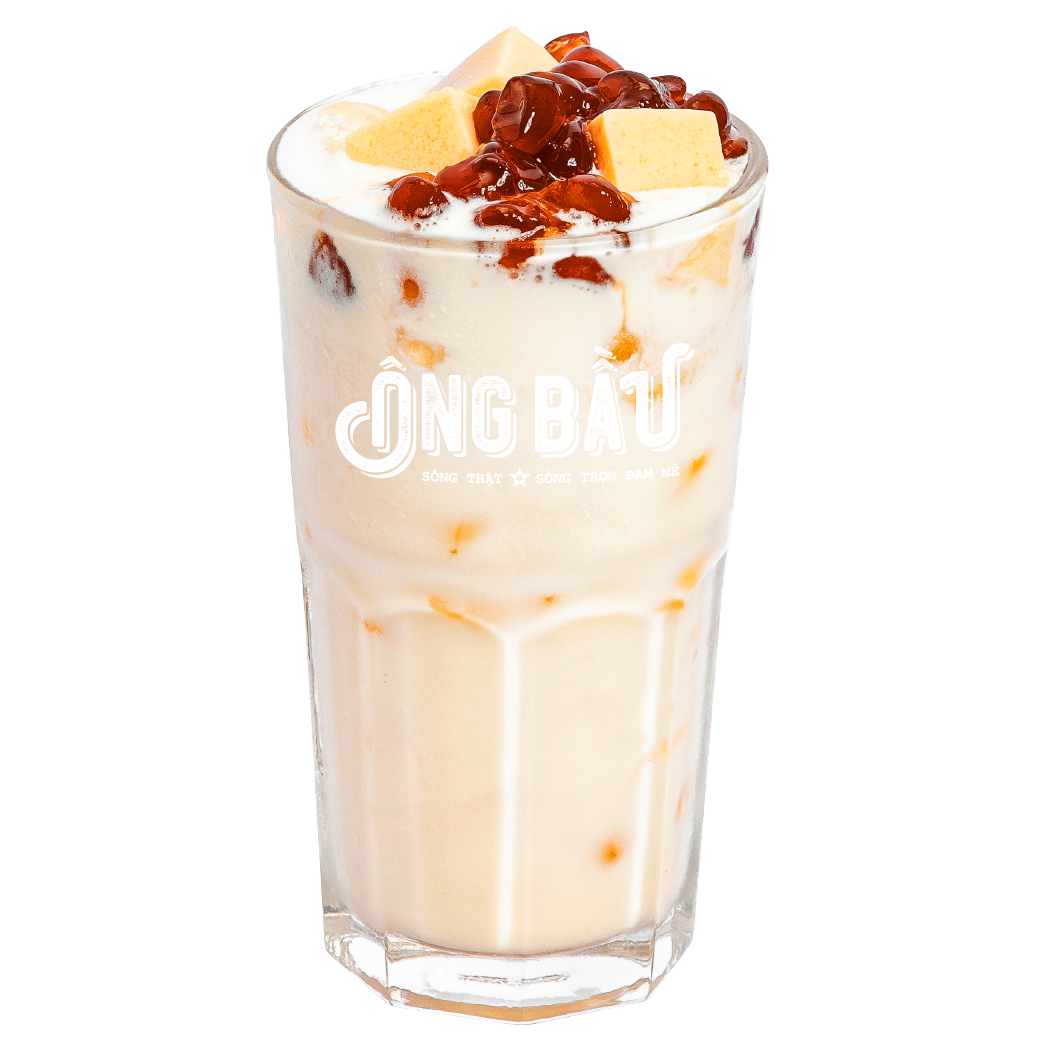 ÔNG BẦU
SỐNG THẬT ★ SỐNG TRỌN ĐAM MÊ